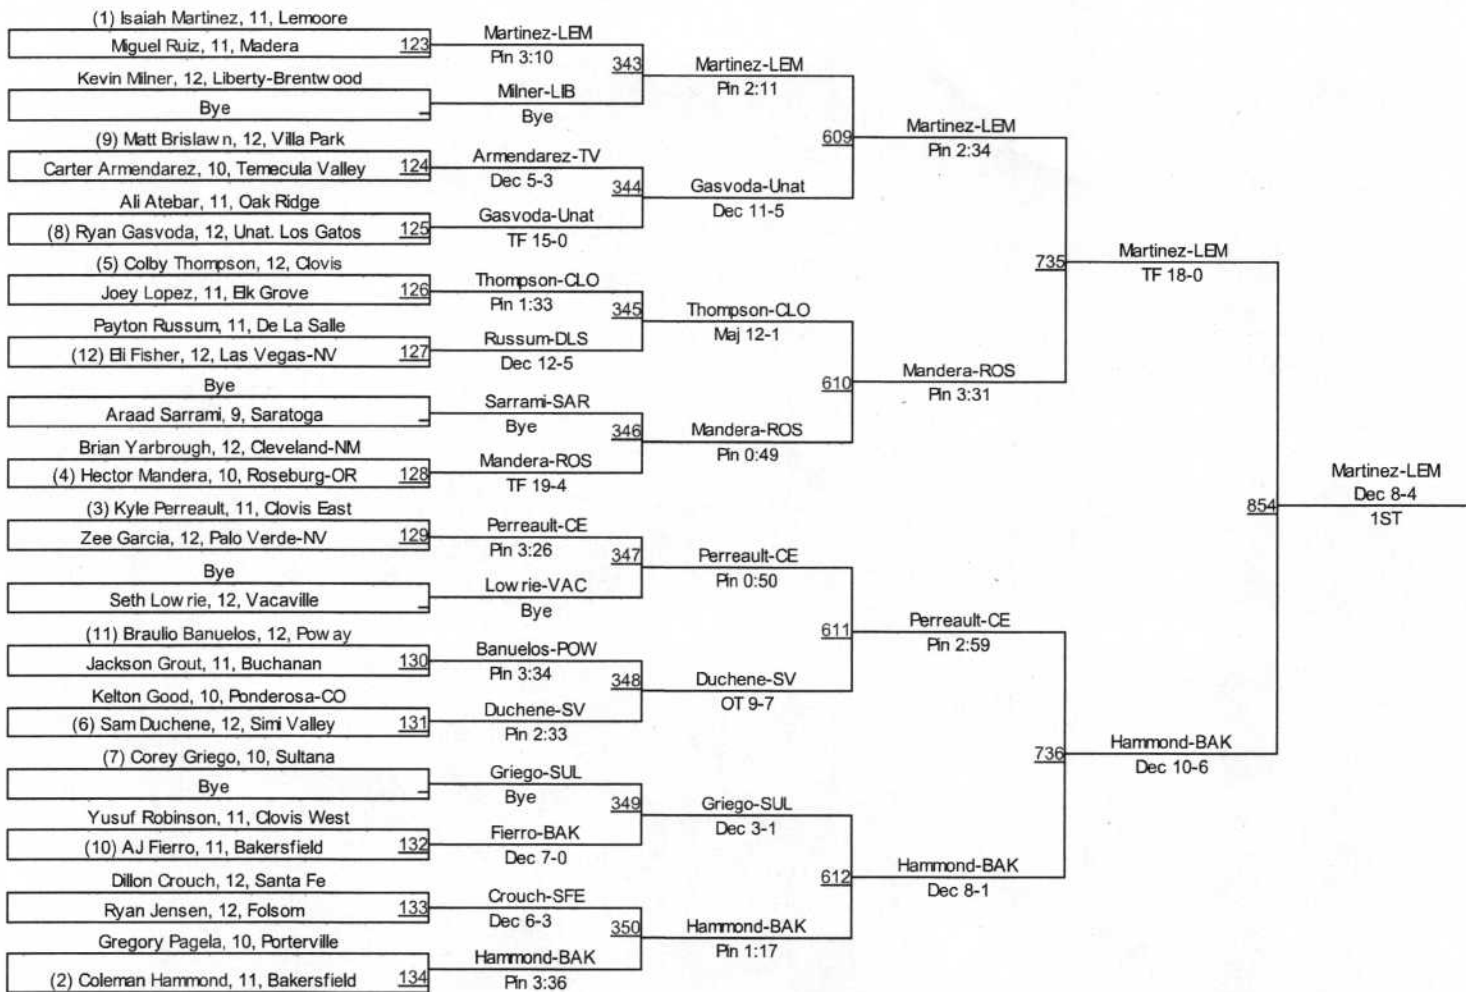 (1) Isaiah Martinez, 11, Lemoore
Miguel Ruiz, 11, Madera
123
Kevin Milner, 12, Liberty-Brentwood
Bye
(9) Matt Brislawn, 12, Villa Park
Carter Armendarez, 10, Temecula Valley
124
Ali Atebar, 11, Oak Ridge
(8) Ryan Gasvoda, 12, Unat. Los Gatos
125
(5) Colby Thompson, 12, Clovis
Joey Lopez, 11, Elk Grove
126
Payton Russum, 11, De La Salle
(12) Eli Fisher, 12, Las Vegas-NV
127
Bye
Araad Sarrami, 9, Saratoga
Brian Yarbrough, 12, Cleveland-NM
(4) Hector Mandera, 10, Roseburg-OR
128
(3) Kyle Perreault, 11, Clovis East
Zee Garcia, 12, Palo Verde-NV
129
Bye
Seth Lowrie, 12, Vacaville
(11) Braulio Banuelos, 12, Poway
Jackson Grout, 11, Buchanan
130
Kelton Good, 10, Ponderosa-CO
(6) Sam Duchene, 12, Simi Valley
131
(7) Corey Griego, 10, Sultana
Bye
Yusuf Robinson, 11, Clovis West
(10) AJ Fierro, 11, Bakersfield
132
Dillon Crouch, 12, Santa Fe
Ryan Jensen, 12, Folsom
133
Gregory Pagela, 10, Porterville
(2) Coleman Hammond, 11, Bakersfield
134
Martinez-LEM
Pin 3:10
343
Milner-LIB
Bye
Armendarez-TV
Dec 5-3
344
Gasvoda-Unat
TF 15-0
Thompson-CLO
Pin 1:33
345
Russum-DLS
Dec 12-5
Sarrami-SAR
Bye
346
Mandera-ROS
TF 19-4
Perreault-CE
Pin 3:26
347
Lowrie-VAC
Bye
Banuelos-POW
Pin 3:34
348
Duchene-SV
Pin 2:33
Griego-SUL
Bye
349
Fierro-BAK
Dec 7-0
Crouch-SFE
Dec 6-3
350
Hammond-BAK
Pin 3:36
Martinez-LEM
Pin 2:11
609
Gasvoda-Unat
Dec 11-5
Thompson-CLO
Maj 12-1
610
Mandera-ROS
Pin 0:49
Perreault-CE
Pin 0:50
611
Duchene-SV
OT 9-7
Griego-SUL
Dec 3-1
612
Hammond-BAK
Pin 1:17
Martinez-LEM
Pin 2:34
735
Mandera-ROS
Pin 3:31
Perreault-CE
Pin 2:59
736
Hammond-BAK
Dec 8-1
Martinez-LEM
TF 18-0
854
Hammond-BAK
Dec 10-6
Martinez-LEM
Dec 8-4
1ST